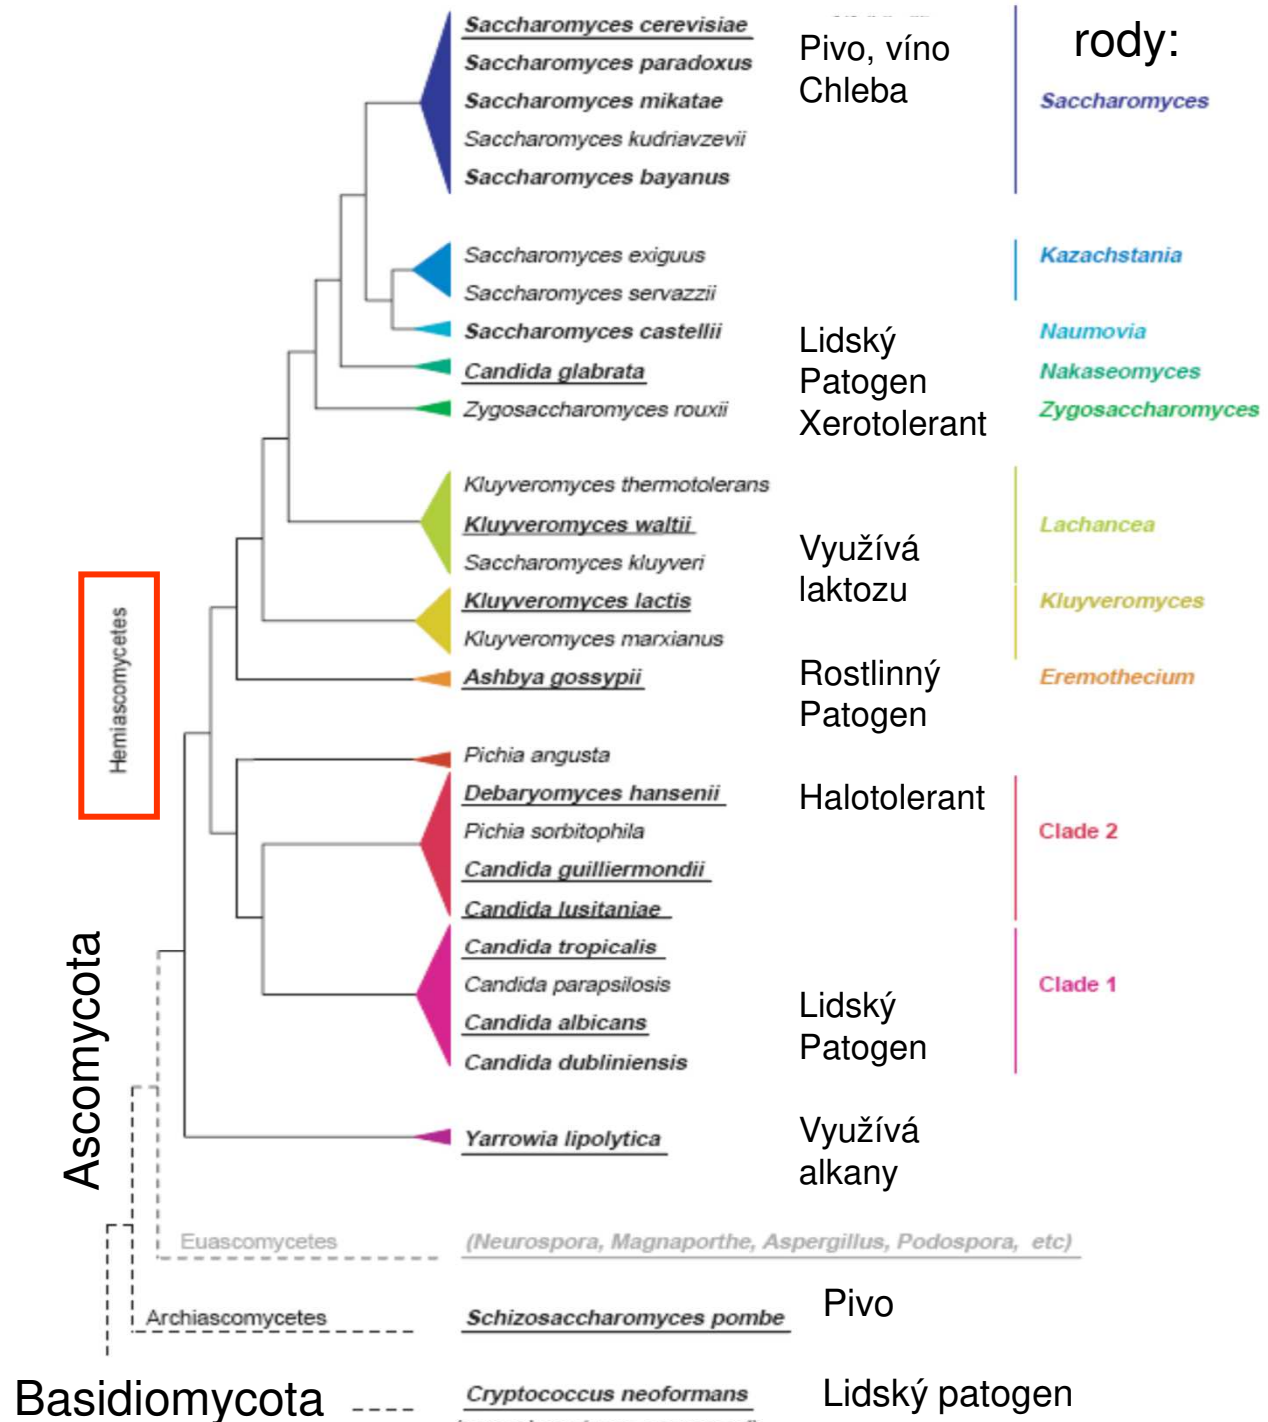 Saccharomyces cerevisiae
Pivo, víno
rody:
Saccharomyces paradoxus
Chleba
Saccharomyces mikatae
Saccharomyces
Saccharomyces kudriavzevii
Saccharomyces bayanus
Saccharomyces exiguus
Kazachstania
Saccharomyces servazzii
Saccharomyces castellii
Naumovia
Lidský
Patogen
Candida glabrata
Nakaseomyces
Zygosaccharomyces rouxii
Xerotolerant
Zygosaccharomyces
Kluyveromyces thermotolerans
Kluyveromyces waltii
Lachancea
Saccharomyces kluyveri
Využívá
laktozu
Kluyveromyces lactis
Kluyveromyces
Kluyveromyces marxianus
Hemiascomycetes
Ashbya gossypii
Rostlinný
Patogen
Eremothecium
Pichia angusta
Debaryomyces hansenii
Halotolerant
Pichia sorbitophila
Clade 2
Candida guilliermondii
Candida lusitaniae
Candida tropicalis
Candida parapsilosis
Clade 1
Candida albicans
Lidský
Patogen
Candida dubliniensis
Ascomycota
Yarrowia lipolytica
Využívá
alkany
Euascomycetes
(Neurospora, Magnaporthe, Aspergillus, Podospora, etc)
Archiascomycetes
Schizosaccharomyces pombe
Pivo
Basidiomycota
Cryptococcus neoformans
Lidský patogen